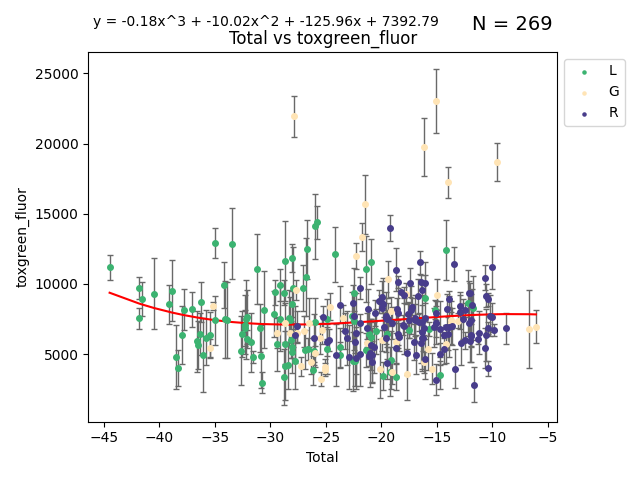 y = -0.18x^3 + -10.02x^2 + -125.96x + 7392.79
N = 269
Total vs toxgreen_fluor
25000
20000
15000
10000
5000
toxgreen_fluor
−45 −40 −35 −30 −25 −20 −15 −10 −5
Total
L
G
R